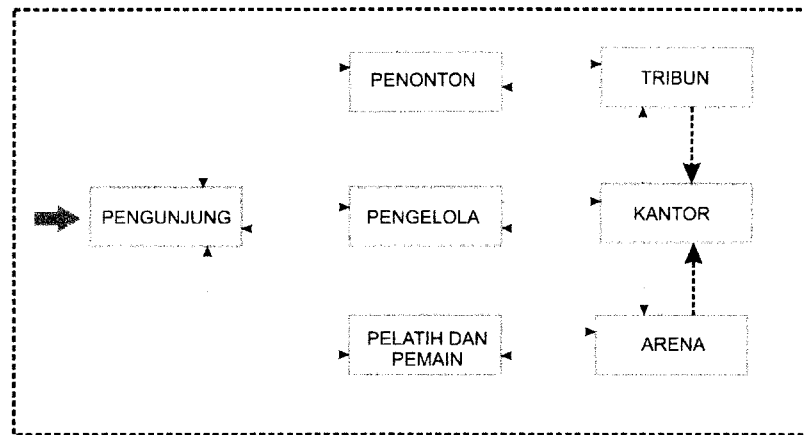 PENONTON
TRIBUN
PENGUNJUNG
PENGELOLA
KANTOR
PELATIH DAN
PEMAIN
ARENA